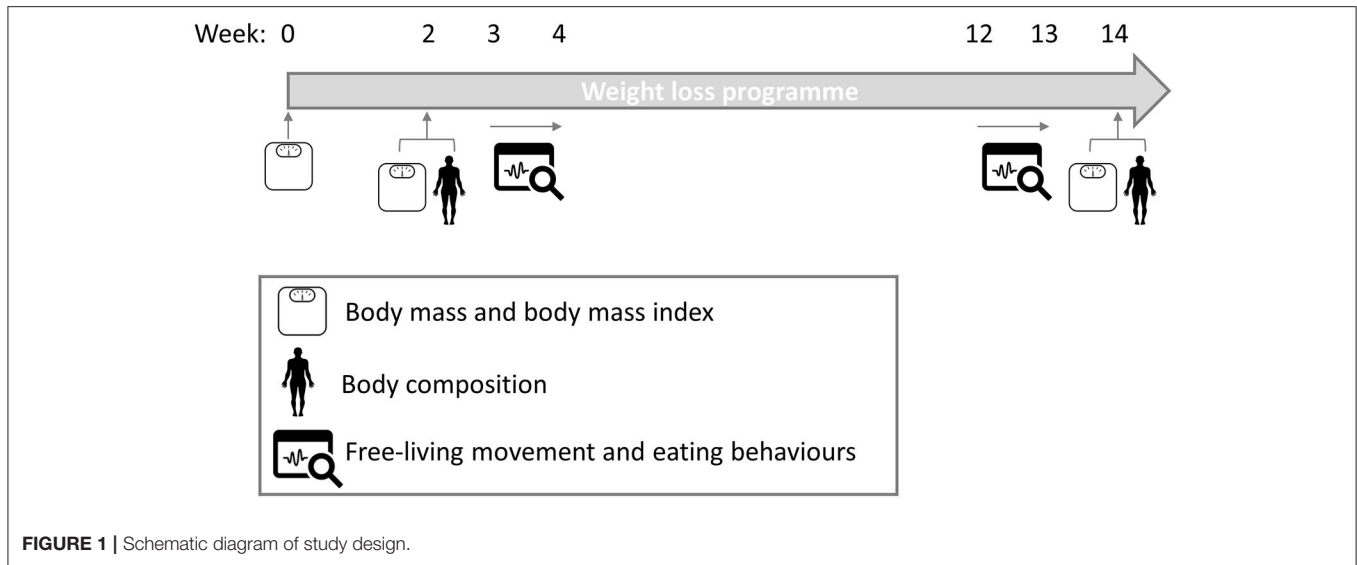 Week: 0 2 3 4 12 13 14
Weight loss programme
Body mass and body mass index
Body composition
Free-living movement and eating behaviours
FIGURE 1 | Schematic diagram of study design.